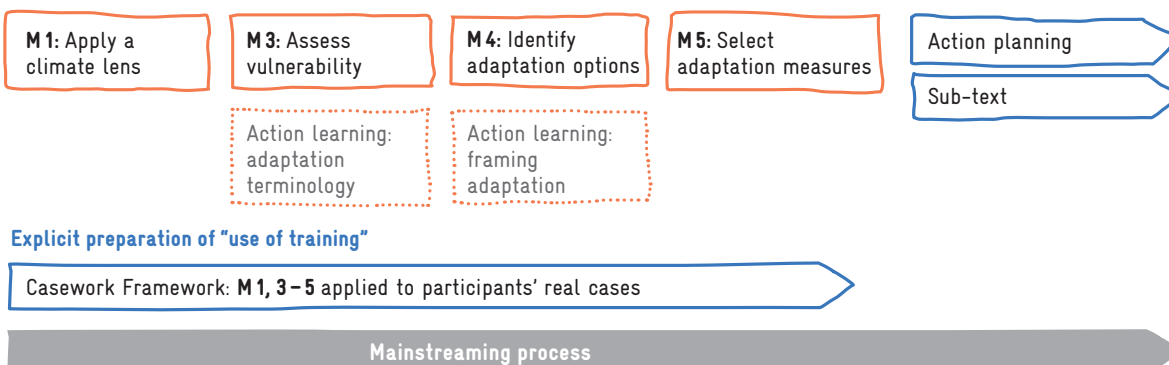 M 1: Apply a
climate lens
M 3: Assess
vulnerability
M 4: Identify
adaptation options
M 5: Select
adaptation measures
Action planning
Sub-text
Action learning:
adaptation
terminology
Action learning:
framing
adaptation
Explicit preparation of “use of training”
Casework Framework: M 1, 3 – 5 applied to participants’ real cases
Mainstreaming process